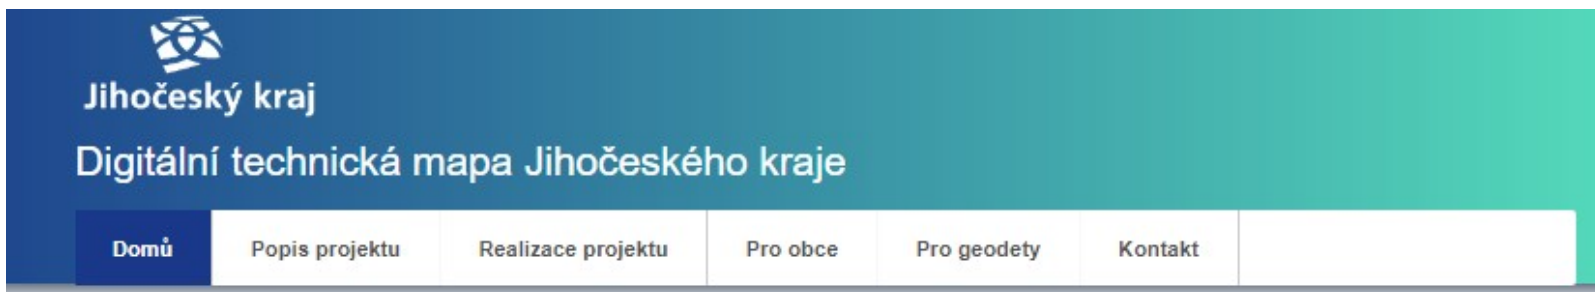 Jihočeský kraj
Digitální technická mapa Jihočeského kraje
Domů Popis projektu Realizace projektu Pro obce Pro geodety Kontakt